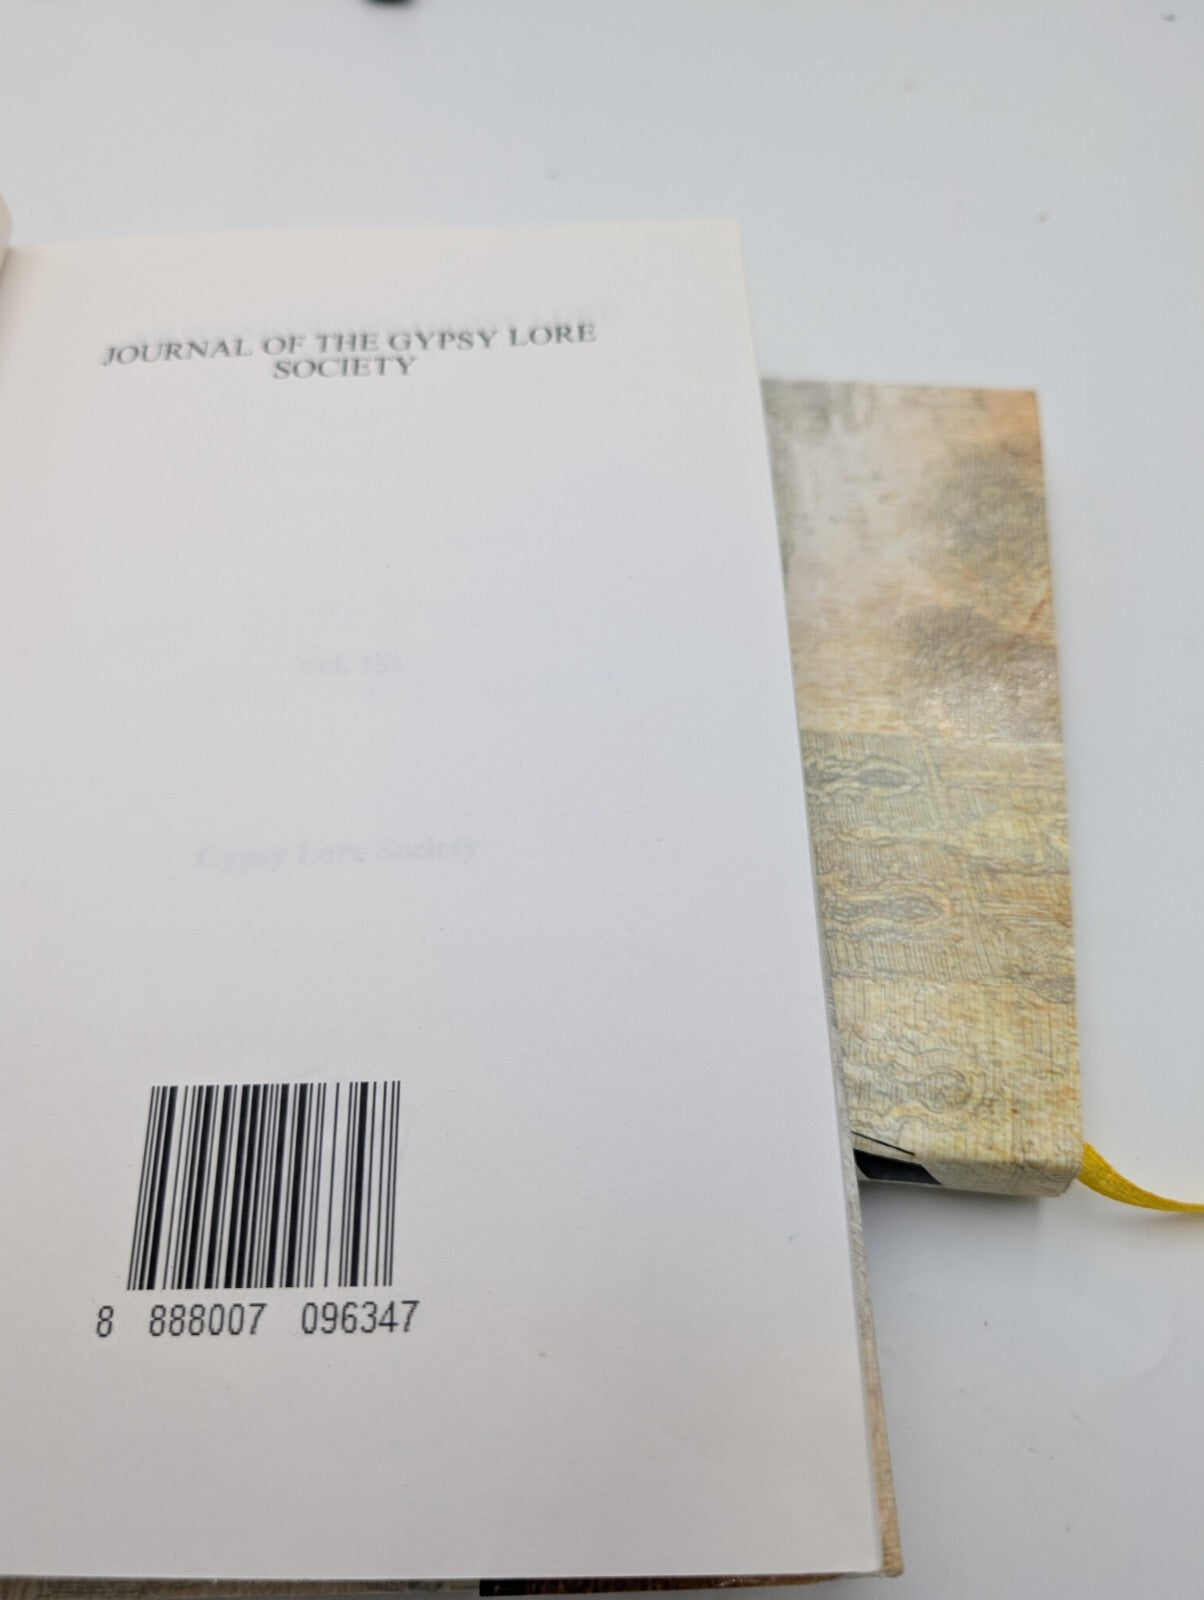 JOURNAL OF THE GYPSY LORE
SOCIETY
Gypsy Lore Society
8 888007 096347